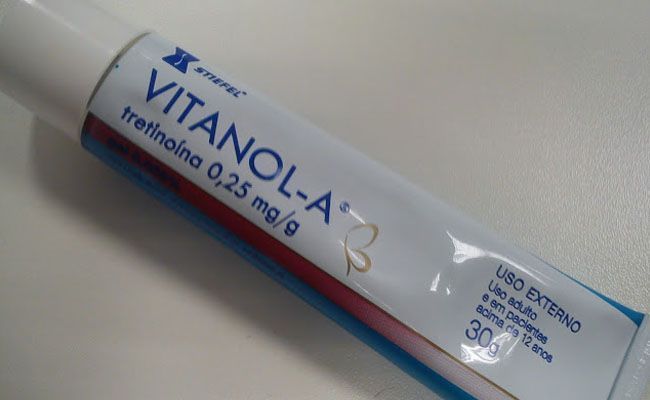 STIEFEL®
VITANOL-A®
tretinoína 0,25 mg/g
USO EXTERNO
Uso adulto
e em pacientes
acima de 12 anos
30g